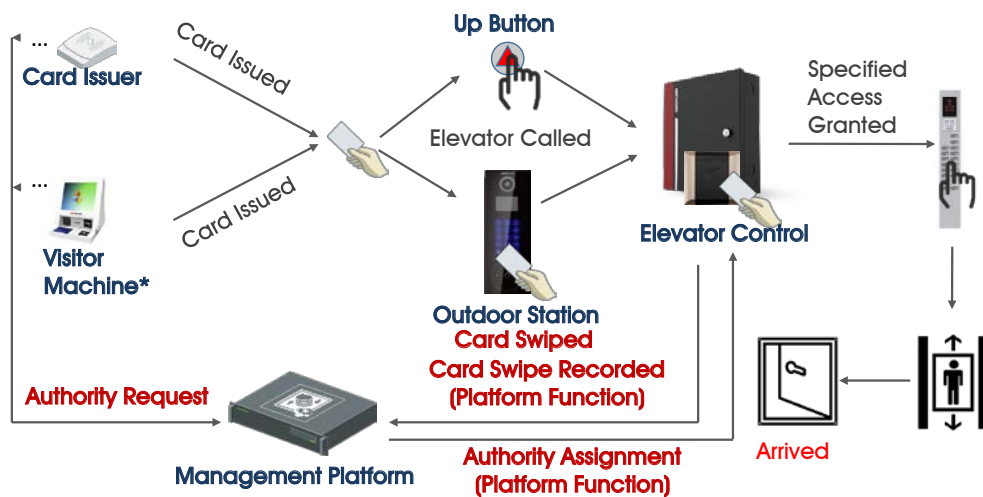 Up Button
...
Card Issuer
Card Issued
Elevator Called
Specified
Access
Granted
...
Card Issued
Visitor
Machine*
Elevator Control
Outdoor Station
Card Swiped
Card Swipe Recorded
(Platform Function)
Authority Request
Management Platform
Authority Assignment
(Platform Function)
Arrived